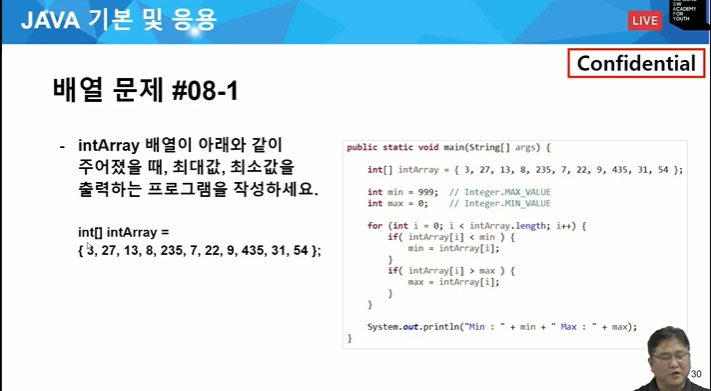 JAVA 기본 및 응용
LIVE
SW
ACADEMY
FOR
YOUTH
Confidential
배열 문제 #08-1
- intArray 배열이 아래와 같이
주어졌을 때, 최대값, 최소값을
출력하는 프로그램을 작성하세요.
int[] intArray =
{ 3, 27, 13, 8, 235, 7, 22, 9, 435, 31, 54 };
public static void main(String[] args) {
int[] intArray = { 3, 27, 13, 8, 235, 7, 22, 9, 435, 31, 54 };
int min = 999; // Integer.MAX_VALUE
int max = 0; // Integer.MIN_VALUE
for (int i = 0; i < intArray.length; i++) {
if( intArray[i] < min ) {
min = intArray[i];
}
if( intArray[i] > max ) {
max = intArray[i];
}
}
System.out.println("Min : " + min + " Max : " + max);
}
30